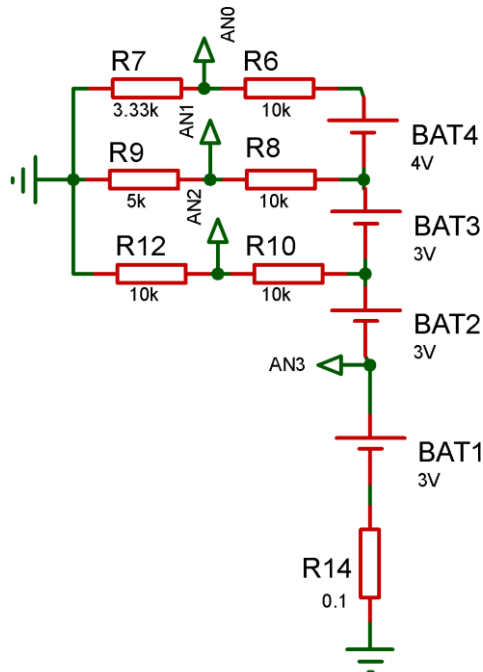 AN0
R7
R6
3.33k
10k
AN1
BAT4
4V
R9
R8
5k
10k
AN2
BAT3
3V
R12
R10
10k
10k
BAT2
3V
AN3
BAT1
3V
R14
0.1